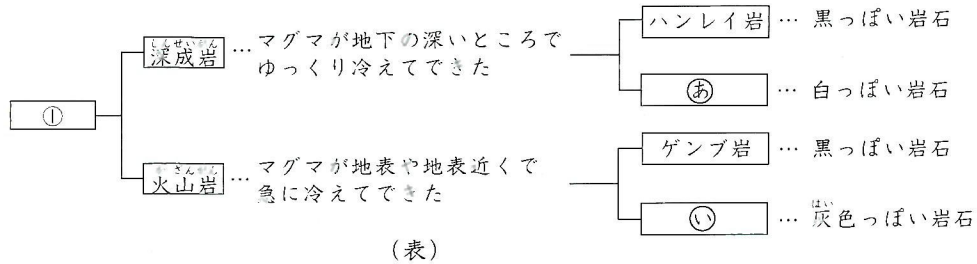 ハンレイ岩 … 黒っぽい岩石
しんせいがん
深成岩 … マグマが地下の深いところで
ゆっくり冷えてできた
あ … 白っぽい岩石
①
ゲンブ岩 … 黒っぽい岩石
かざんがん
火山岩 … マグマが地表や地表近くで
急に冷えてできた
はい
い … 灰色っぽい岩石
(表)